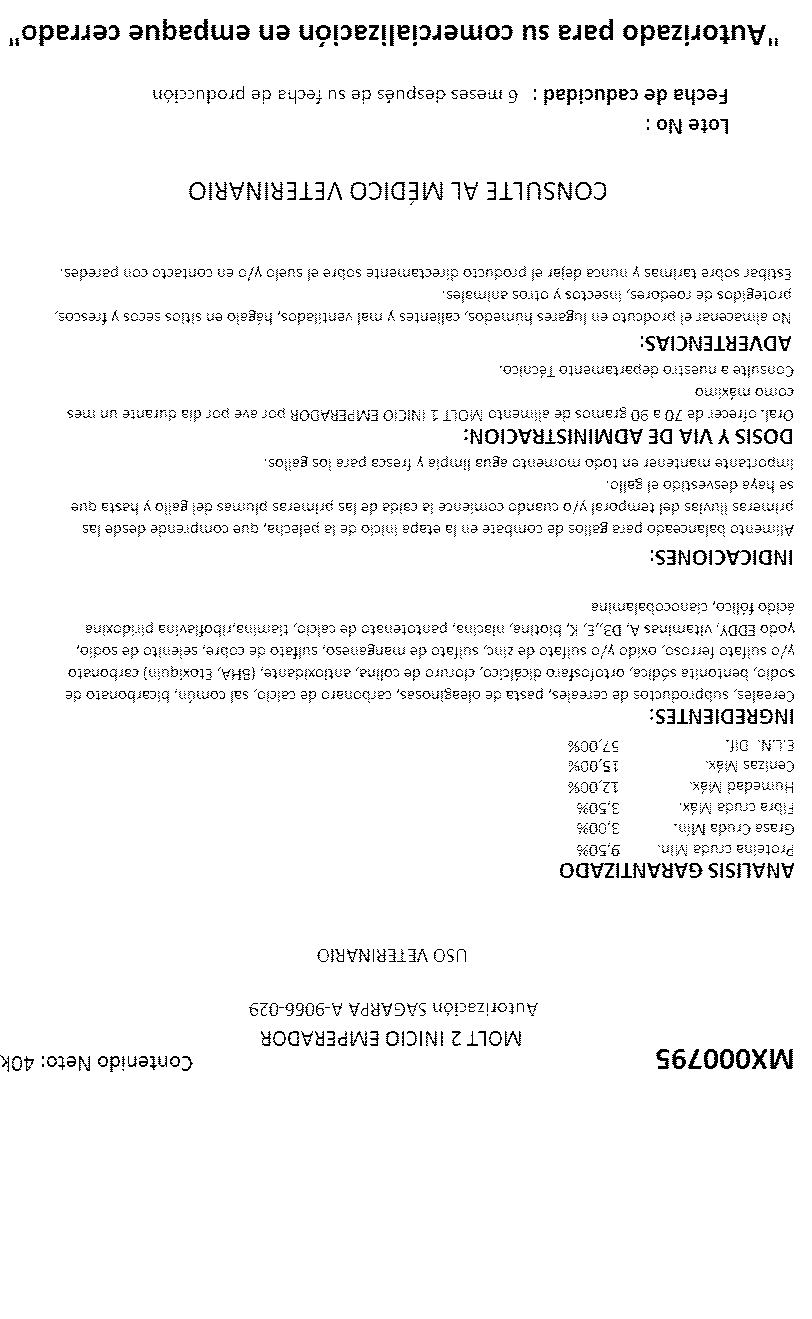 MX000795
Contenido Neto: 40k
MOLT 2 INICIO EMPERADOR
Autorización SAGARPA A-9066-029
USO VETERINARIO
ANALISIS GARANTIZADO
Proteína cruda Mín. 9,50%
Grasa Cruda Mín. 3,00%
Fibra cruda Máx. 3,50%
Humedad Máx. 12,00%
Cenizas Máx. 15,00%
E.L.N. Dif. 57,00%
INGREDIENTES:
Cereales, subproductos de cereales, pasta de oleaginosas, carbonaro de calcio, sal común, bicarbonato de
sodio, bentonita sódica, ortofosfaro dicálcico, cloruro de colina, antioxidante, (BHA, Etoxiquin) carbonato
y/o sulfato ferroso, oxido y/o sulfato de zinc, sulfato de manganeso, sulfato de cobre, selenito de sodio,
yodo EDDY, vitaminas A, D3,,E, K, biotina, niacina, pantotenato de calcio, tiamina,riboflavina piridoxina
ácido fólico, cianocobalamina
INDICACIONES:
Alimento balanceado para gallos de combate en la etapa inicio de la pelecha, que comprende desde las
primeras lluvias del temporal y/o cuando comience la caida de las primeras plumas del gallo y hasta que
se haya desvestido el gallo.
Importante mantener en todo momento agua limpia y fresca para los gallos.
DOSIS Y VIA DE ADMINISTRACION:
Oral. ofrecer de 70 a 90 gramos de alimento MOLT 1 INICIO EMPERADOR por ave por día durante un mes
como máximo
Consulte a nuestro departamento Técnico.
ADVERTENCIAS:
No almacenar el prodcuto en lugares húmedos, calientes y mal ventilados, hágalo en sitios secos y frescos,
protegidos de roedores, insectos y otros animales.
Estibar sobre tarimas y nunca dejar el producto directamente sobre el suelo y/o en contacto con paredes.
CONSULTE AL MÉDICO VETERINARIO
Lote No :
Fecha de caducidad : 6 meses después de su fecha de producción
"Autorizado para su comercialización en empaque cerrado"